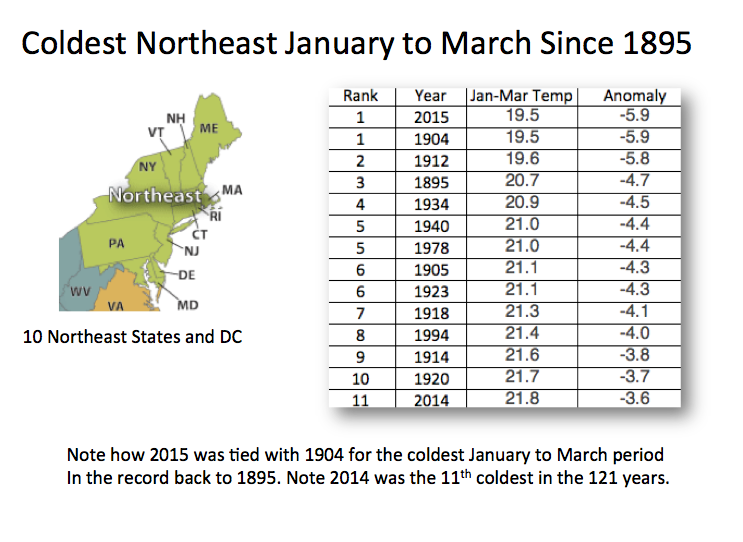 Coldest Northeast January to March Since 1895
NH
VT
ME
NY
Northeast
MA
RI
CT
PA
NJ
DE
WV
VA
MD
10 Northeast States and DC
Rank Year Jan-Mar Temp Anomaly
1 2015 19.5 -5.9
1 1904 19.5 -5.9
2 1912 19.6 -5.8
3 1895 20.7 -4.7
4 1934 20.9 -4.5
5 1940 21.0 -4.4
5 1978 21.0 -4.4
6 1905 21.1 -4.3
6 1923 21.1 -4.3
7 1918 21.3 -4.1
8 1994 21.4 -4.0
9 1914 21.6 -3.8
10 1920 21.7 -3.7
11 2014 21.8 -3.6
Note how 2015 was tied with 1904 for the coldest January to March period
In the record back to 1895. Note 2014 was the 11th coldest in the 121 years.